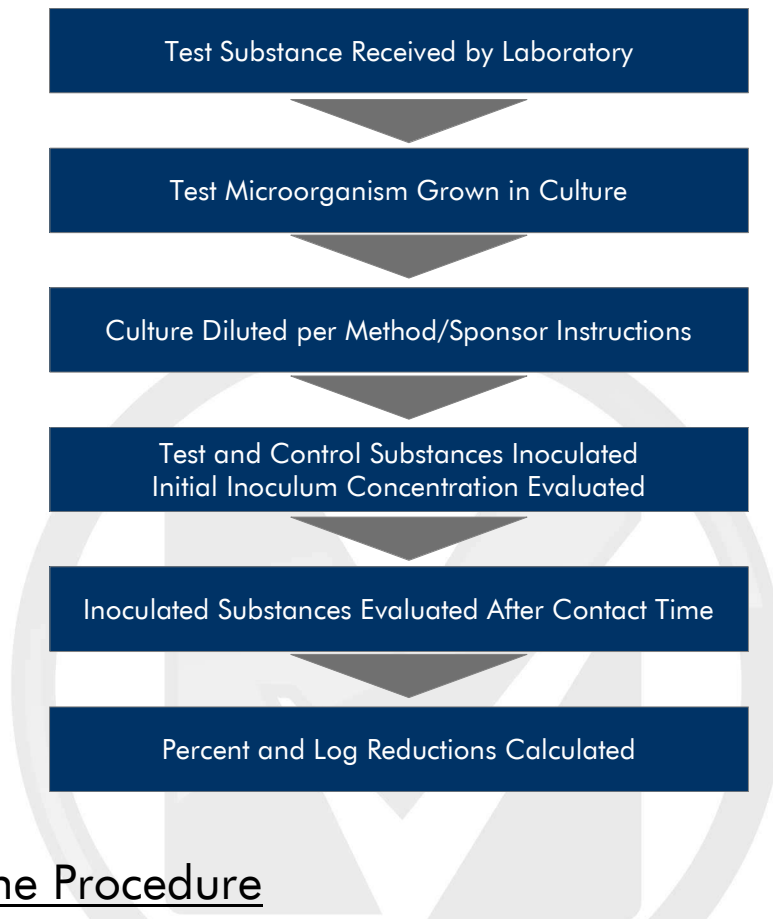 Test Substance Received by Laboratory
Test Microorganism Grown in Culture
Culture Diluted per Method/Sponsor Instructions
Test and Control Substances Inoculated
Initial Inoculum Concentration Evaluated
Inoculated Substances Evaluated After Contact Time
Percent and Log Reductions Calculated
Procedure